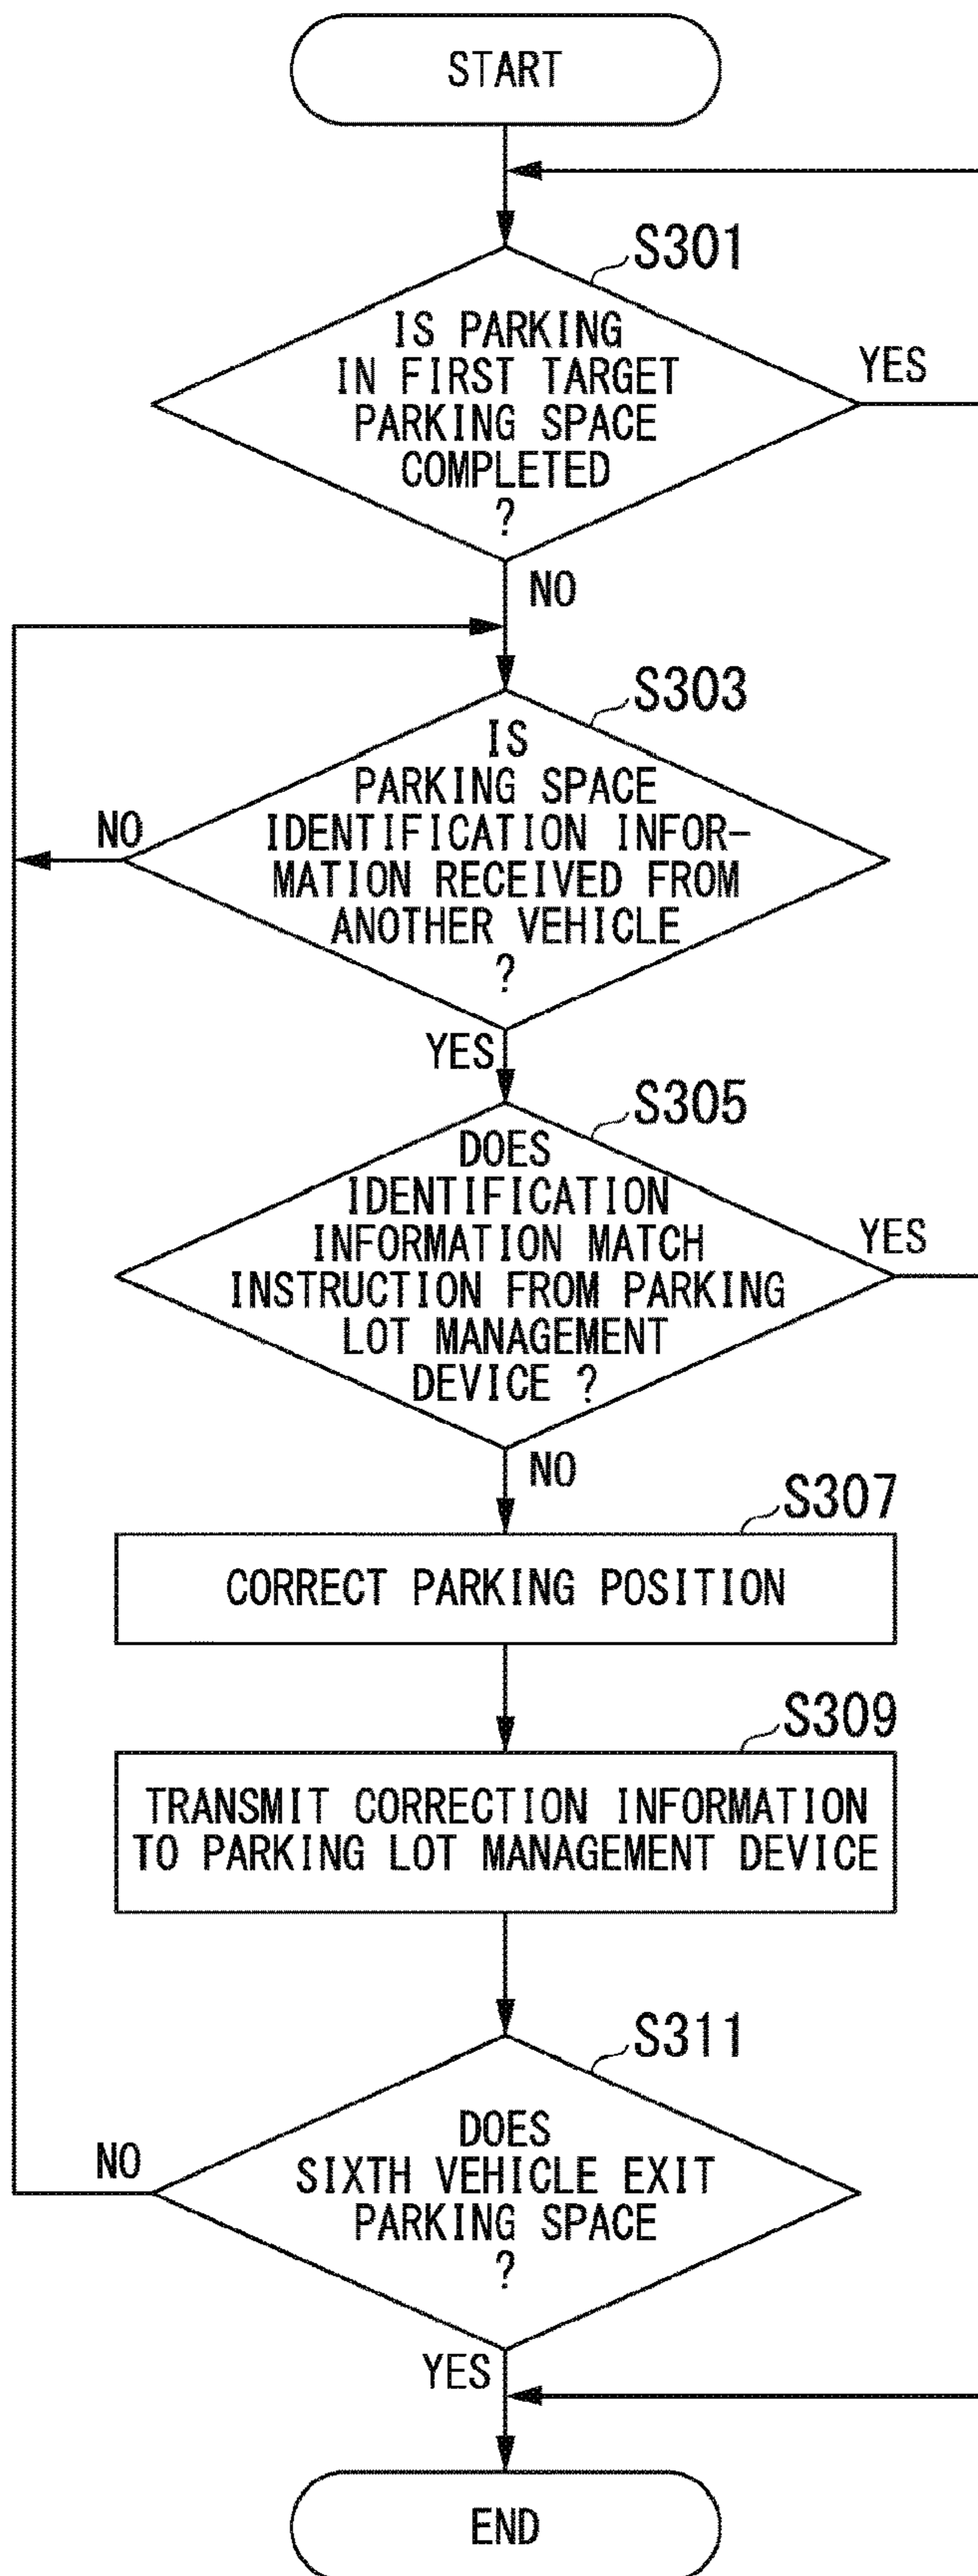 START
S301
IS PARKING
IN FIRST TARGET
PARKING SPACE
COMPLETED
?
YES
NO
S303
IS
PARKING SPACE
IDENTIFICATION INFOR-
MATION RECEIVED FROM
ANOTHER VEHICLE
?
NO
YES
S305
DOES
IDENTIFICATION
INFORMATION MATCH
INSTRUCTION FROM PARKING
LOT MANAGEMENT
DEVICE ?
YES
NO
S307
CORRECT PARKING POSITION
S309
TRANSMIT CORRECTION INFORMATION
TO PARKING LOT MANAGEMENT DEVICE
S311
DOES
SIXTH VEHICLE EXIT
PARKING SPACE
?
NO
YES
END